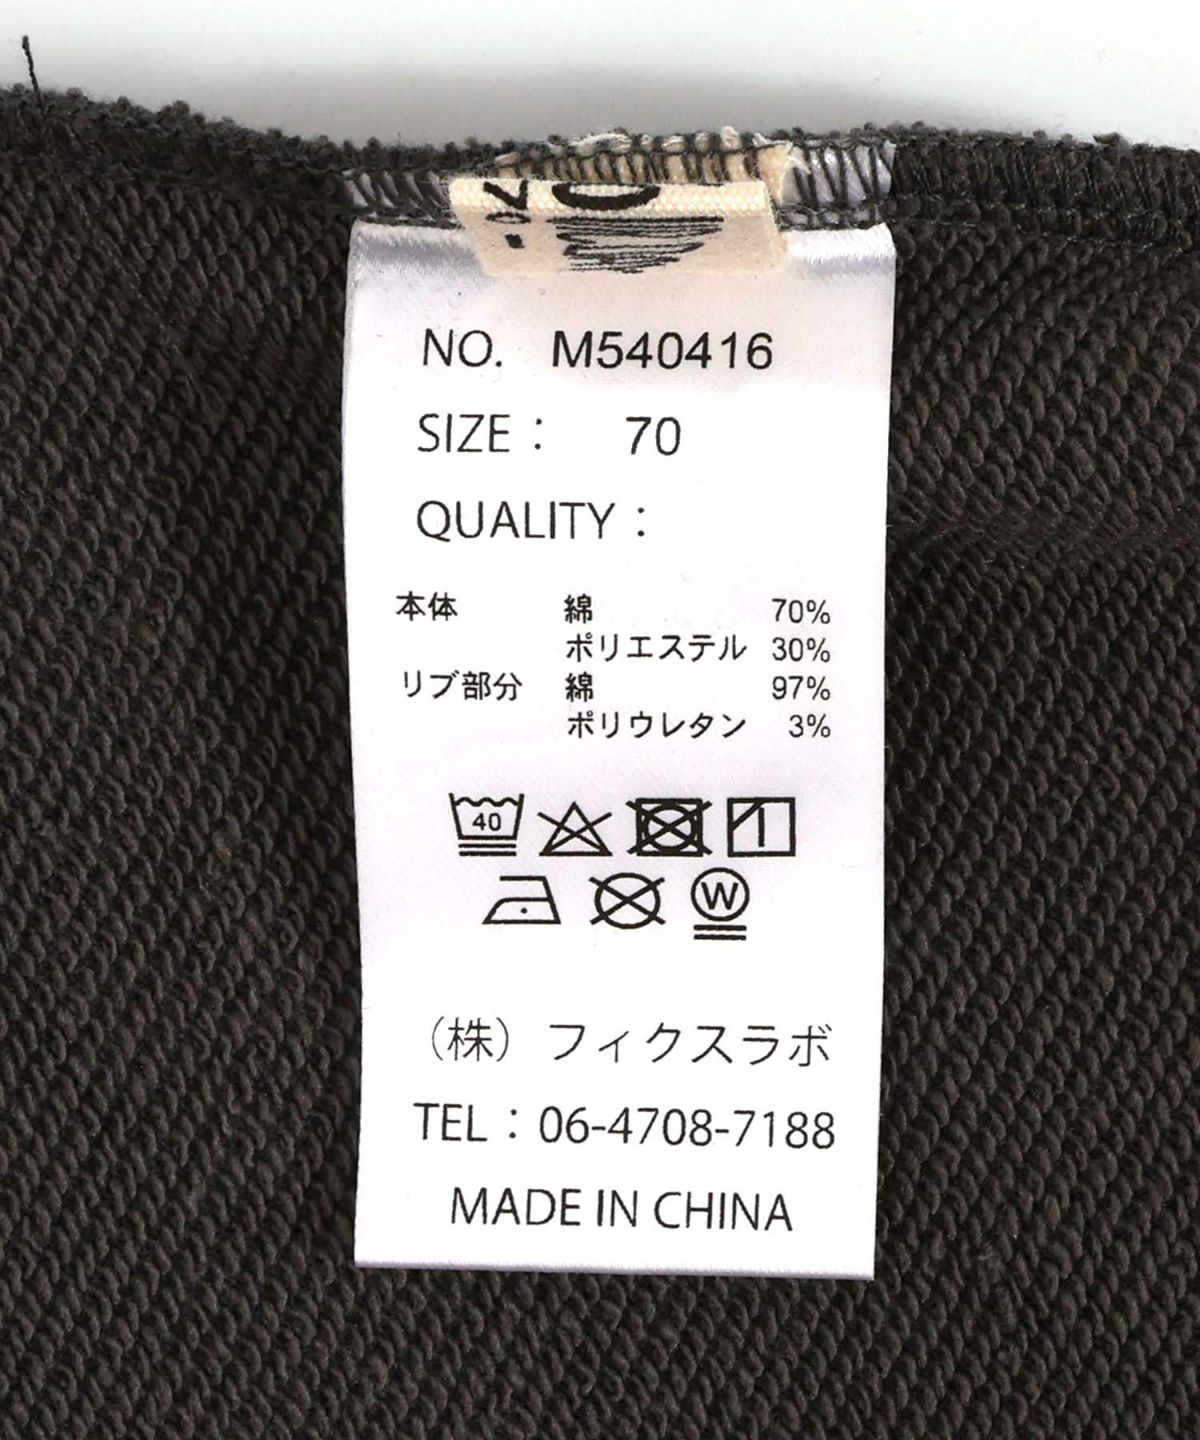 NO. M540416
SIZE： 70
QUALITY：
本体 綿 70%
ポリエステル 30%
リブ部分 綿 97%
ポリウレタン 3%
40
W
（株）フィクスラボ
TEL：06-4708-7188
MADE IN CHINA